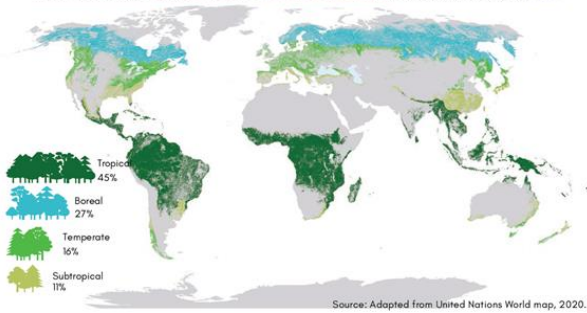 Tropical
45%
Boreal
27%
Temperate
16%
Subtropical
11%
Source: Adapted from United Nations World map, 2020.